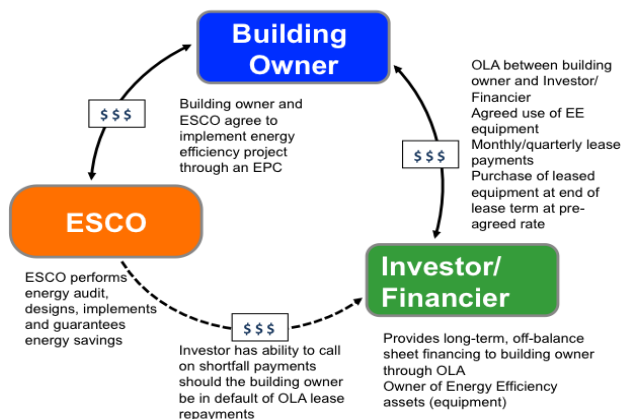 Building
Owner
OLA between building
owner and Investor/
Financier
Agreed use of EE
equipment
Monthly/quarterly lease
payments
Purchase of leased
equipment at end of
lease term at pre-
agreed rate
$ $ $
Building owner and
ESCO agree to
implement energy
efficiency project
through an EPC
$ $ $
ESCO
Investor/
Financier
ESCO performs
energy audit,
designs, implements
and guarantees
energy savings
$ $ $
Investor has ability to call
on shortfall payments
should the building owner
be in default of OLA lease
repayments
Provides long-term, off-balance
sheet financing to building owner
through OLA
Owner of Energy Efficiency
assets (equipment)